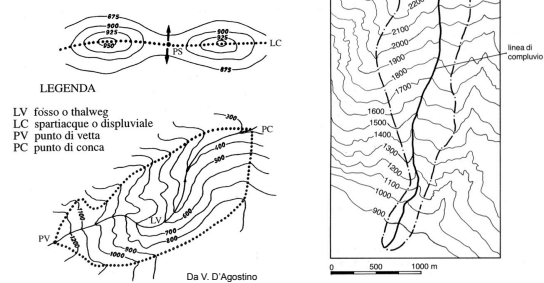 875
900
925
950
PS
900
925
LC
875
LEGENDA
LV fosso o thalweg
LC spartiacque o displuviale
PV punto di vetta
PC punto di conca
300
PC
400
500
LV
600
700
800
900
1000
1100
1200
PV
Da V. D'Agostino
2200
2100
2000
1900
1800
1700
1600
1500
1400
1300
1200
1100
1000
900
linea di
compluvio
0 500 1000 m